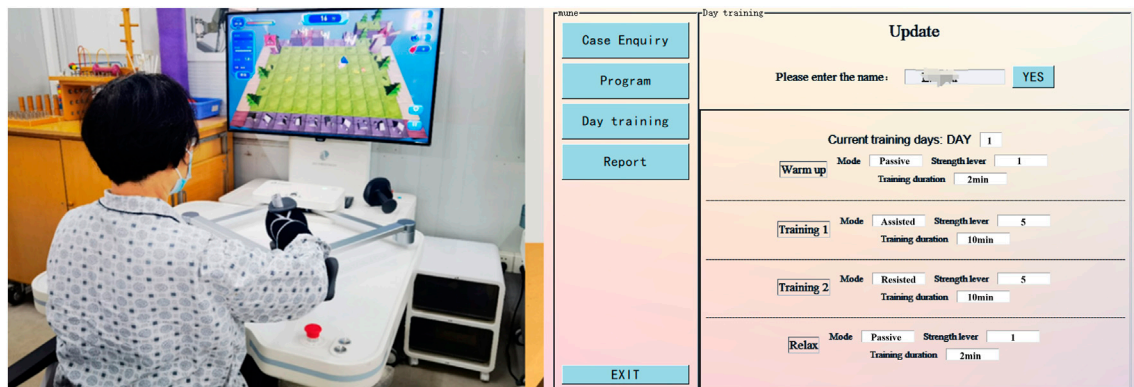 16
mune
Case Enquiry
Program
Day training
Report
EXIT
Day training
Update
Please enter the name: YES
Current training days: DAY 1
Warm up Mode Passive Strength lever 1
Training duration 2min
Training 1 Mode Assisted Strength lever 5
Training duration 10min
Training 2 Mode Resisted Strength lever 5
Training duration 10min
Relax Mode Passive Strength lever 1
Training duration 2min